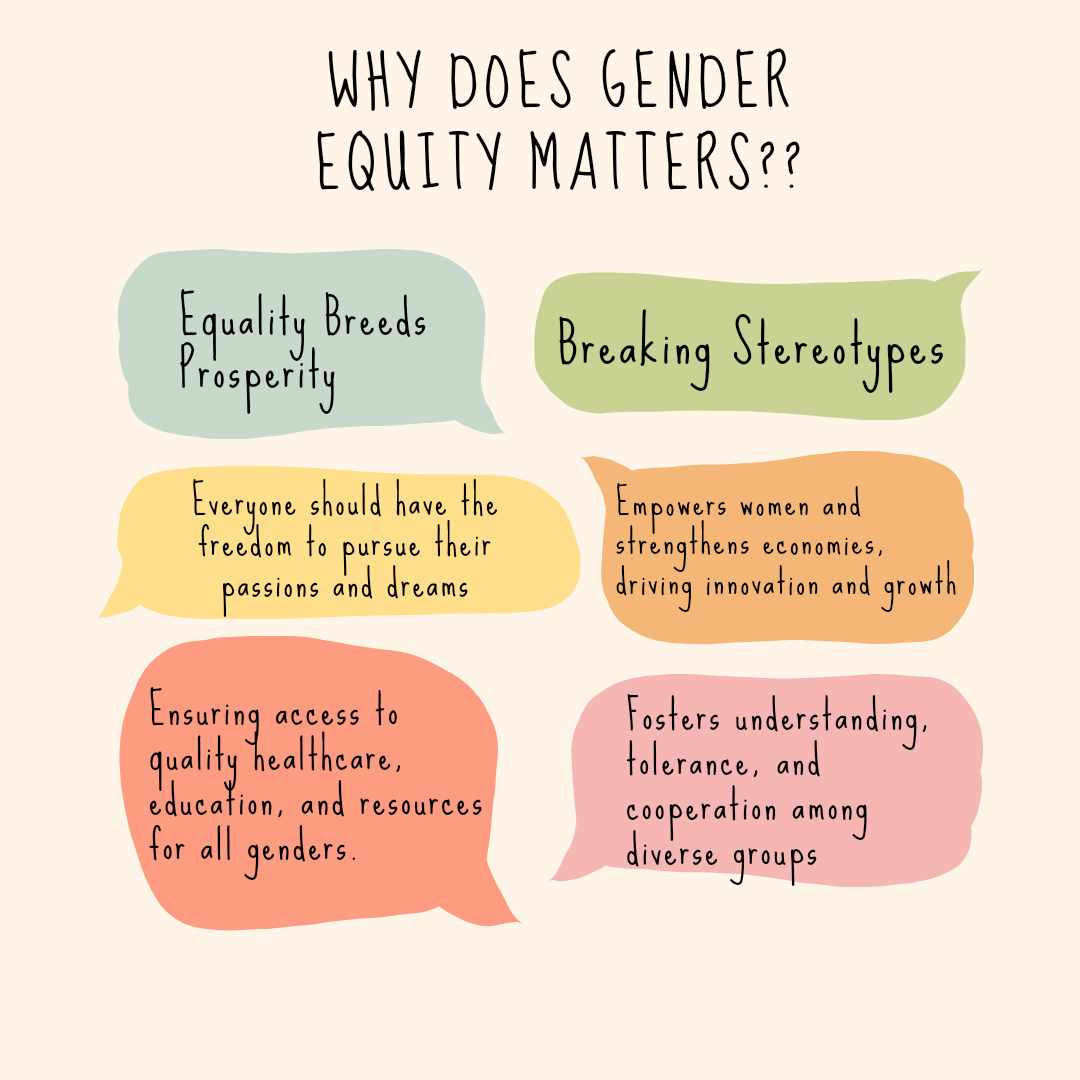 WHY DOES GENDER
EQUITY MATTERS??
Equality Breeds
Prosperity
Breaking Stereotypes
Everyone should have the
freedom to pursue their
passions and dreams
Empowers women and
strengthens economies,
driving innovation and growth
Ensuring access to
quality healthcare,
education, and resources
for all genders.
Fosters understanding,
tolerance, and
cooperation among
diverse groups